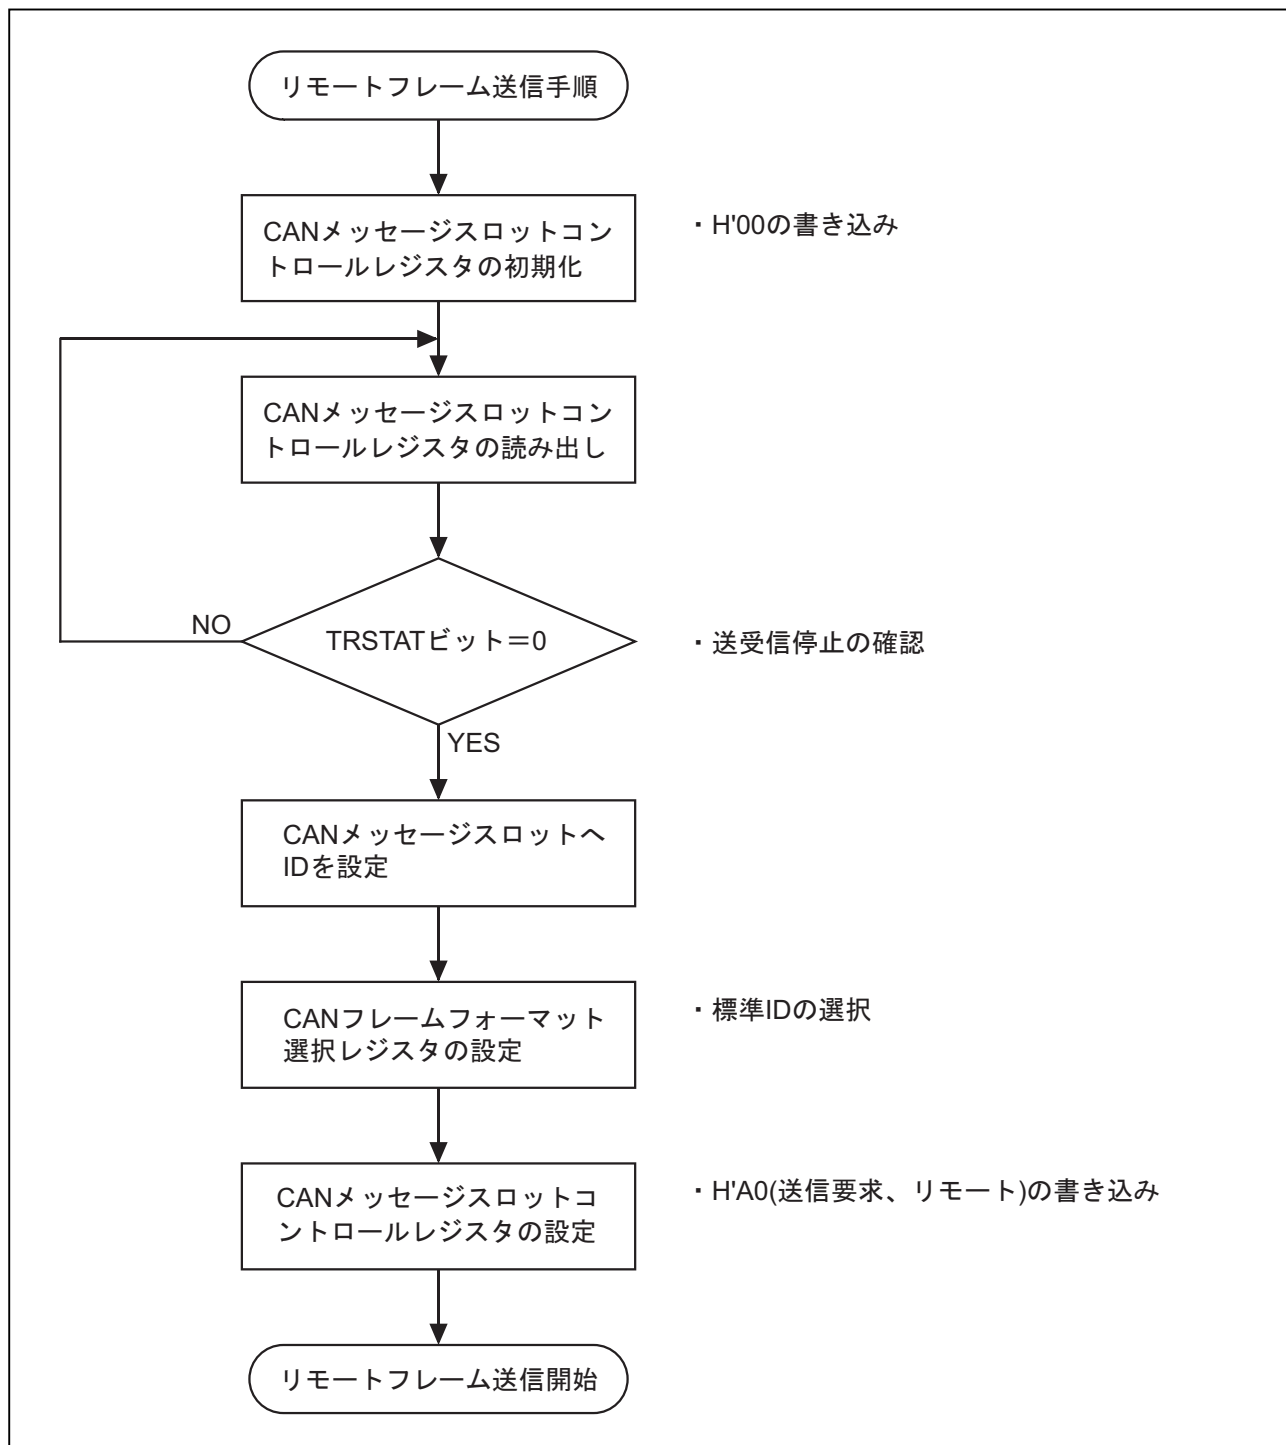 リモートフレーム送信手順
CANメッセージスロットコン
トロールレジスタの初期化
・H'00の書き込み
CANメッセージスロットコン
トロールレジスタの読み出し
NO
TRSTATビット＝0
・送受信停止の確認
YES
CANメッセージスロットへ
IDを設定
CANフレームフォーマット
選択レジスタの設定
・標準IDの選択
CANメッセージスロットコ
ントロールレジスタの設定
・H'A0(送信要求、リモート)の書き込み
リモートフレーム送信開始